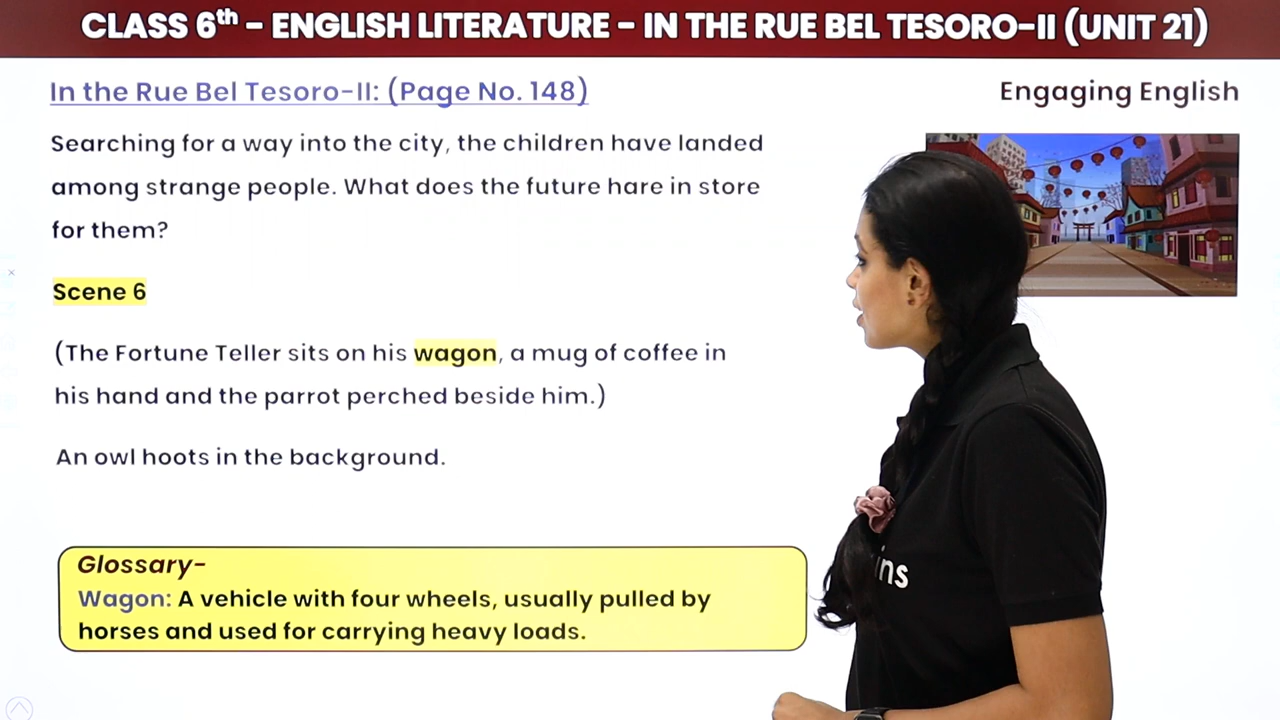 CLASS 6th - ENGLISH LITERATURE - IN THE RUE BEL TESORO-II (UNIT 21)
In the Rue Bel Tesoro-II: (Page No. 148)
Engaging English
Searching for a way into the city, the children have landed
among strange people. What does the future hare in store
for them?
Scene 6
(The Fortune Teller sits on his wagon, a mug of coffee in
his hand and the parrot perched beside him.)
An owl hoots in the background.
Glossary-
Wagon: A vehicle with four wheels, usually pulled by
horses and used for carrying heavy loads.